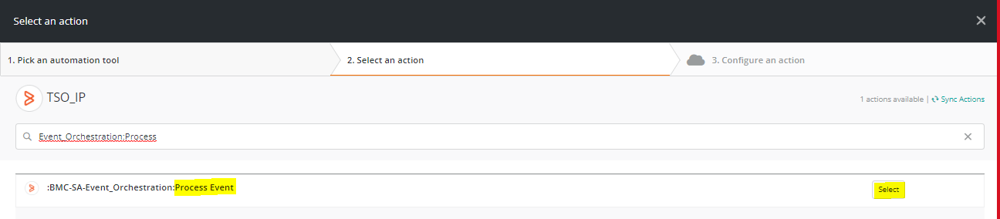 Select an action
1. Pick an automation tool
2. Select an action
3. Configure an action
TSO_IP
1 actions available | Sync Actions
Event_Orchestration:Process
:BMC-SA-Event_Orchestration:Process Event
Select